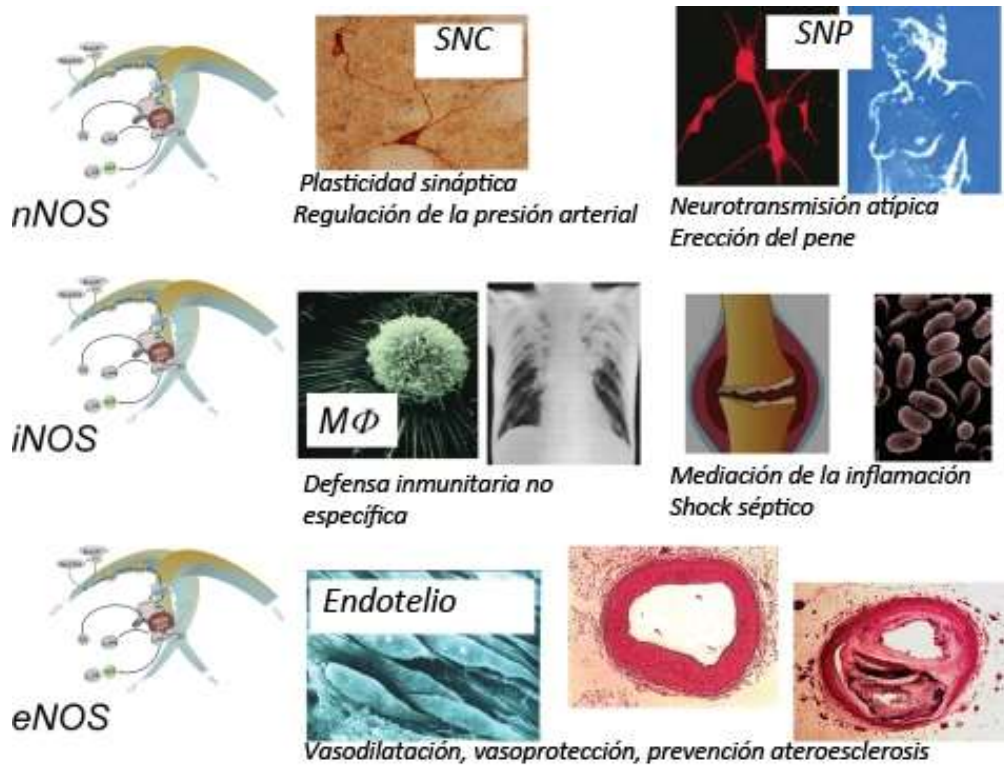 SNC
SNP
Plasticidad sináptica
Regulación de la presión arterial
Neurotransmisión atípica
Erección del pene
nNOS
MΦ
Defensa inmunitaria no
específica
Mediación de la inflamación
Shock séptico
iNOS
Endotelio
eNOS
Vasodilatación, vasoprotección, prevención ateroesclerosis